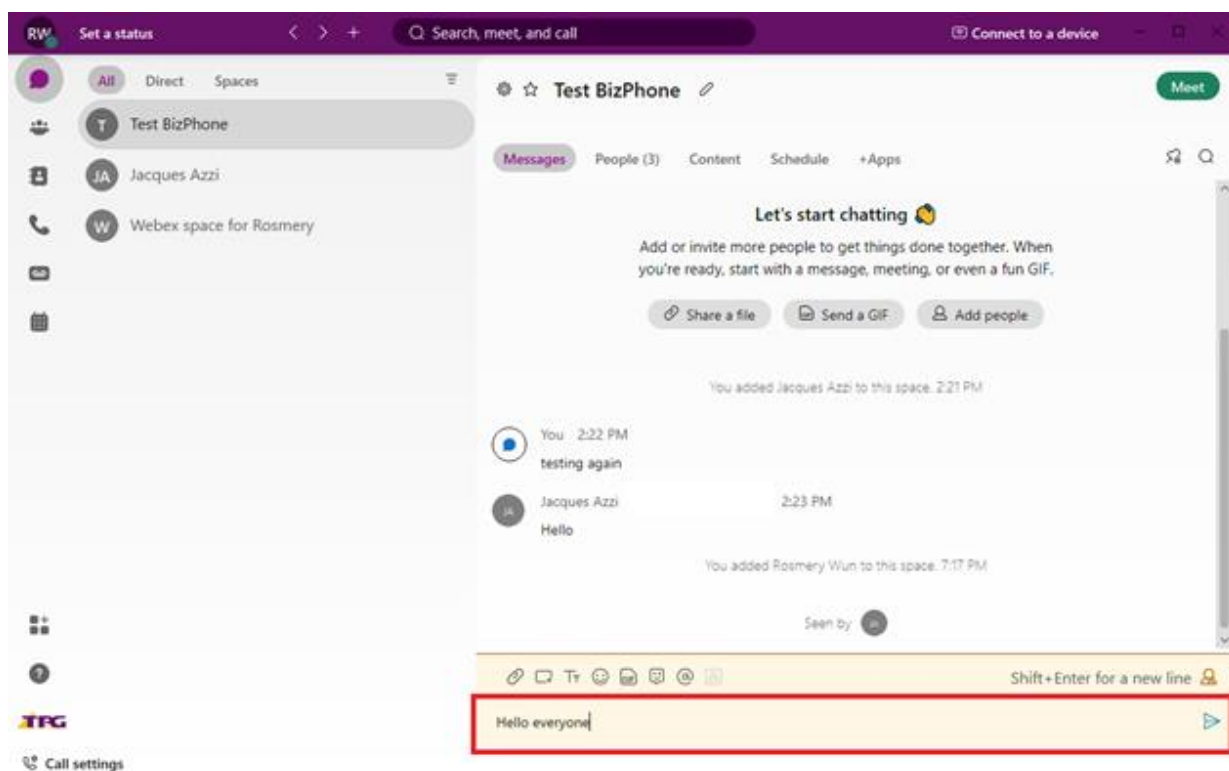 RW Set a status Search, meet, and call Connect to a device
All Direct Spaces
T Test BizPhone
JA Jacques Azzi
W Webex space for Rosmery
TPG
Call settings
Test BizPhone Meet
Messages People (3) Content Schedule +Apps
Let's start chatting
Add or invite more people to get things done together. When
you're ready, start with a message, meeting, or even a fun GIF.
Share a file Send a GIF Add people
You added Jacques Azzi to this space. 2:21 PM
You 2:22 PM
testing again
JA Jacques Azzi 2:23 PM
Hello
You added Rosmery Wun to this space. 7:17 PM
Seen by
Shift+Enter for a new line
Hello everyone